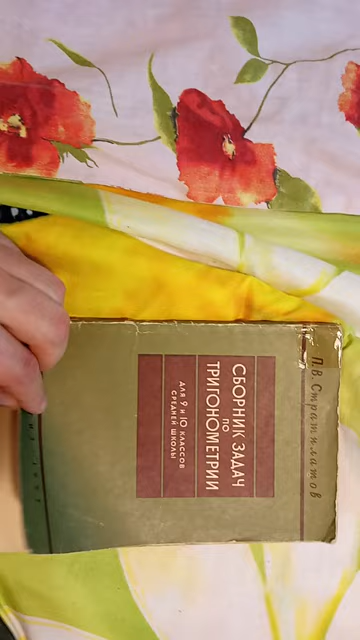 П.В. Стратилатов
СБОРНИК ЗАДАЧ
ПО
ТРИГОНОМЕТРИИ
ДЛЯ 9 и 10 КЛАССОВ
СРЕДНЕЙ ШКОЛЫ